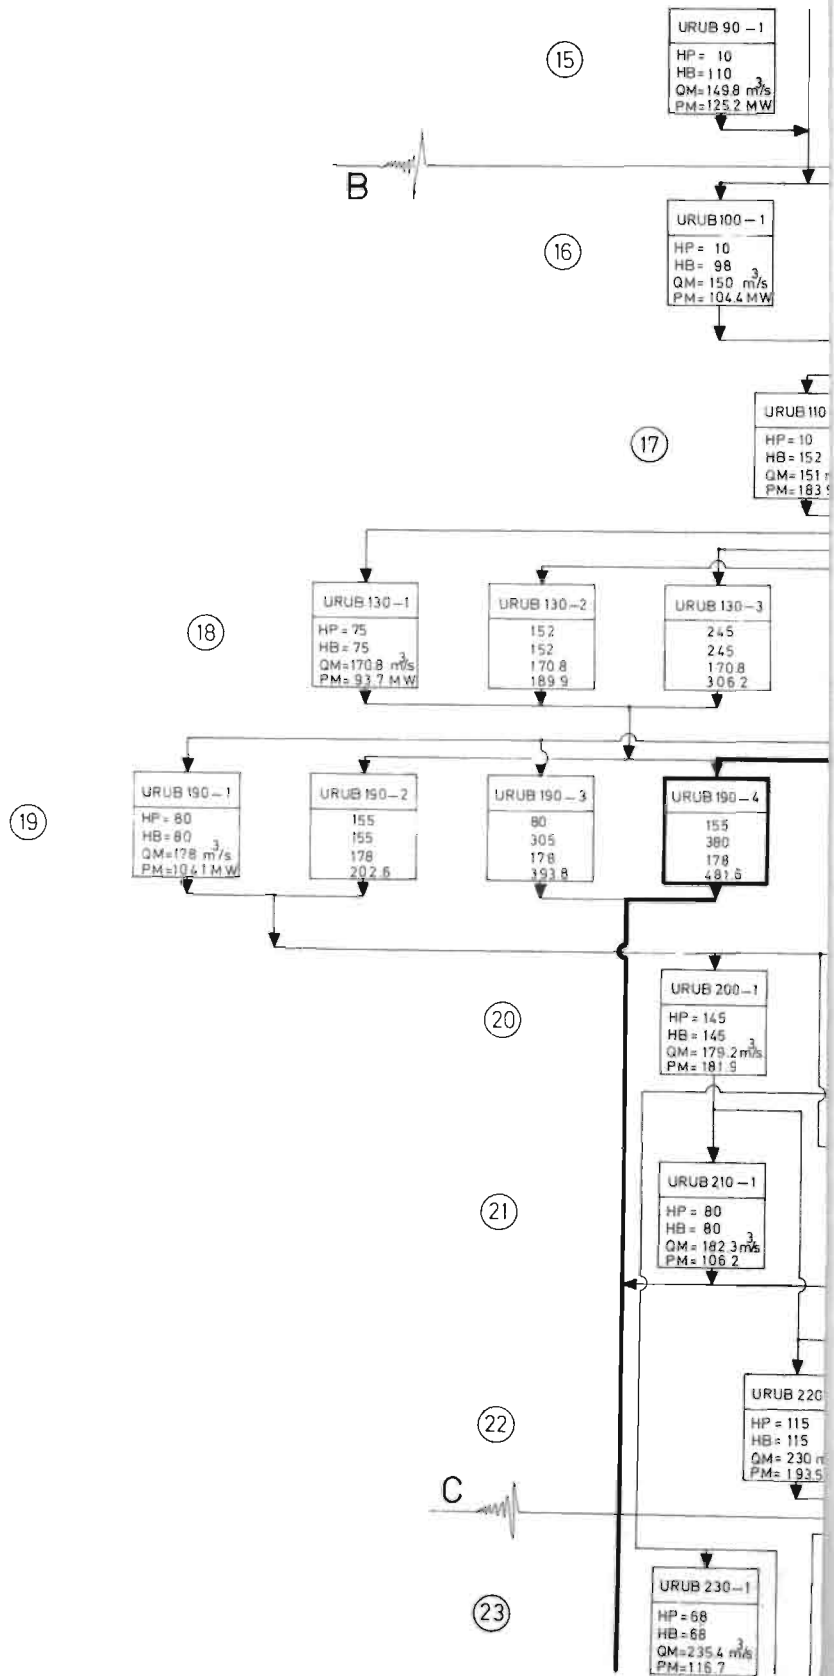 URUB 90-1
15
HP= 10
HB= 110
QM=149.8 m³/s
PM=125.2 MW
B
URUB 100-1
16
HP= 10
HB= 98
QM= 150 m³/s
PM=104.4 MW
URUB 110
17
HP=10
HB=152
QM=151
PM=183.9
18
URUB 130-1
HP=75
HB=75
QM=170.8 m³/s
PM= 93.7 MW
URUB 130-2
152
152
170.8
189.9
URUB 130-3
245
245
170.8
306.2
19
URUB 190-1
HP=80
HB=80
QM=178 m³/s
PM=104.1 MW
URUB 190-2
155
155
178
202.6
URUB 190-3
80
305
178
393.8
URUB 190-4
155
380
178
481.6
20
URUB 200-1
HP=145
HB=145
QM=179.2 m³/s
PM=181.9
21
URUB 210-1
HP= 80
HB= 80
QM= 182.3 m³/s
PM=106.2
22
URUB 220
HP= 115
HB= 115
QM= 230
PM= 193.5
C
23
URUB 230-1
HP=68
HB=68
QM=235.4 m³/s
PM=116.7